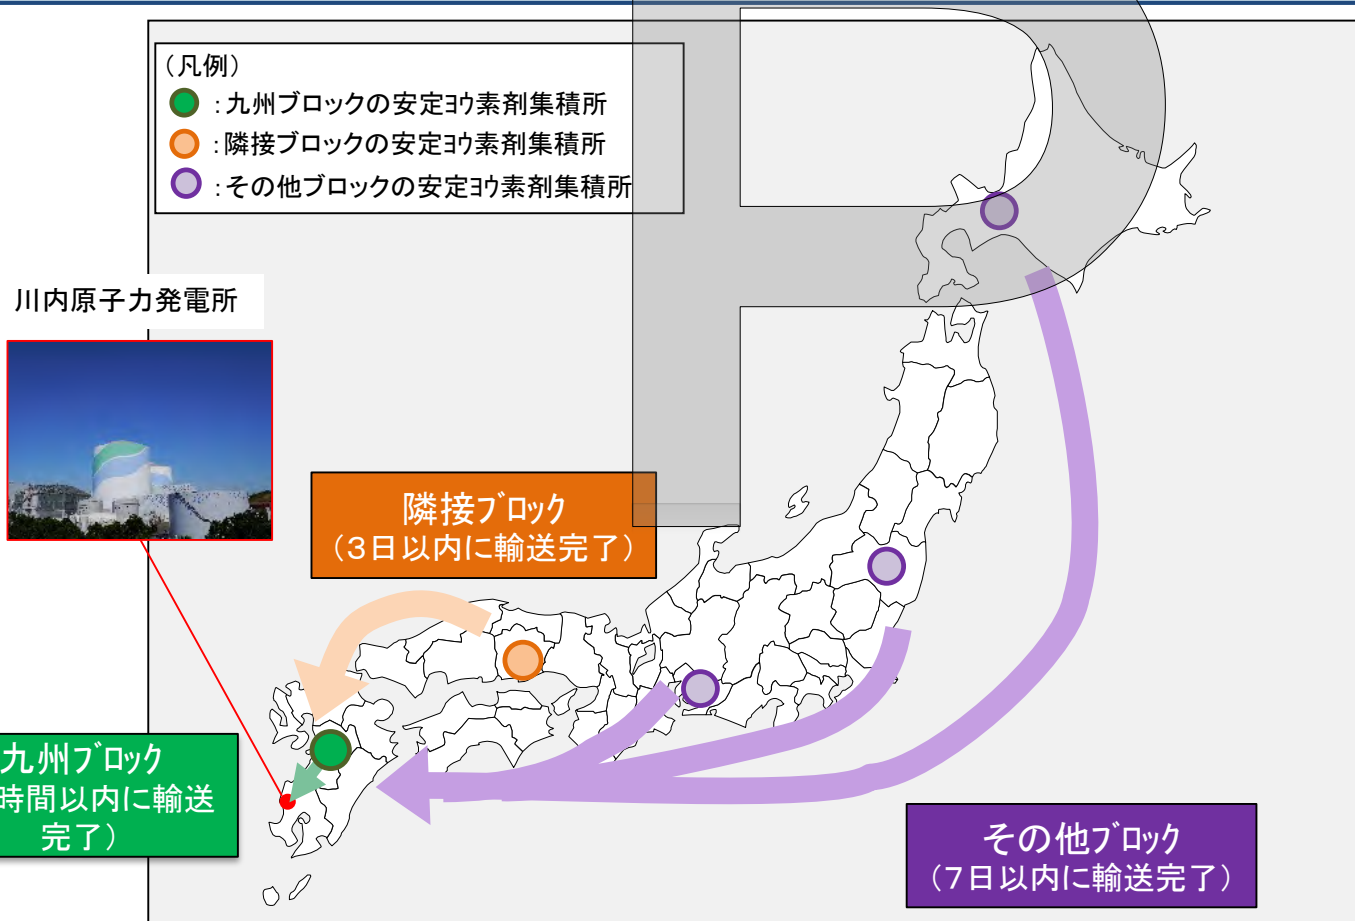 （凡例）
：九州ブロックの安定ﾖｳ素剤集積所
：隣接ブロックの安定ﾖｳ素剤集積所
：その他ブロックの安定ﾖｳ素剤集積所
川内原子力発電所
隣接ﾌﾞﾛｯｸ
（３日以内に輸送完了）
九州ﾌﾞﾛｯｸ
時間以内に輸送
完了）
その他ﾌﾞﾛｯｸ
（７日以内に輸送完了）